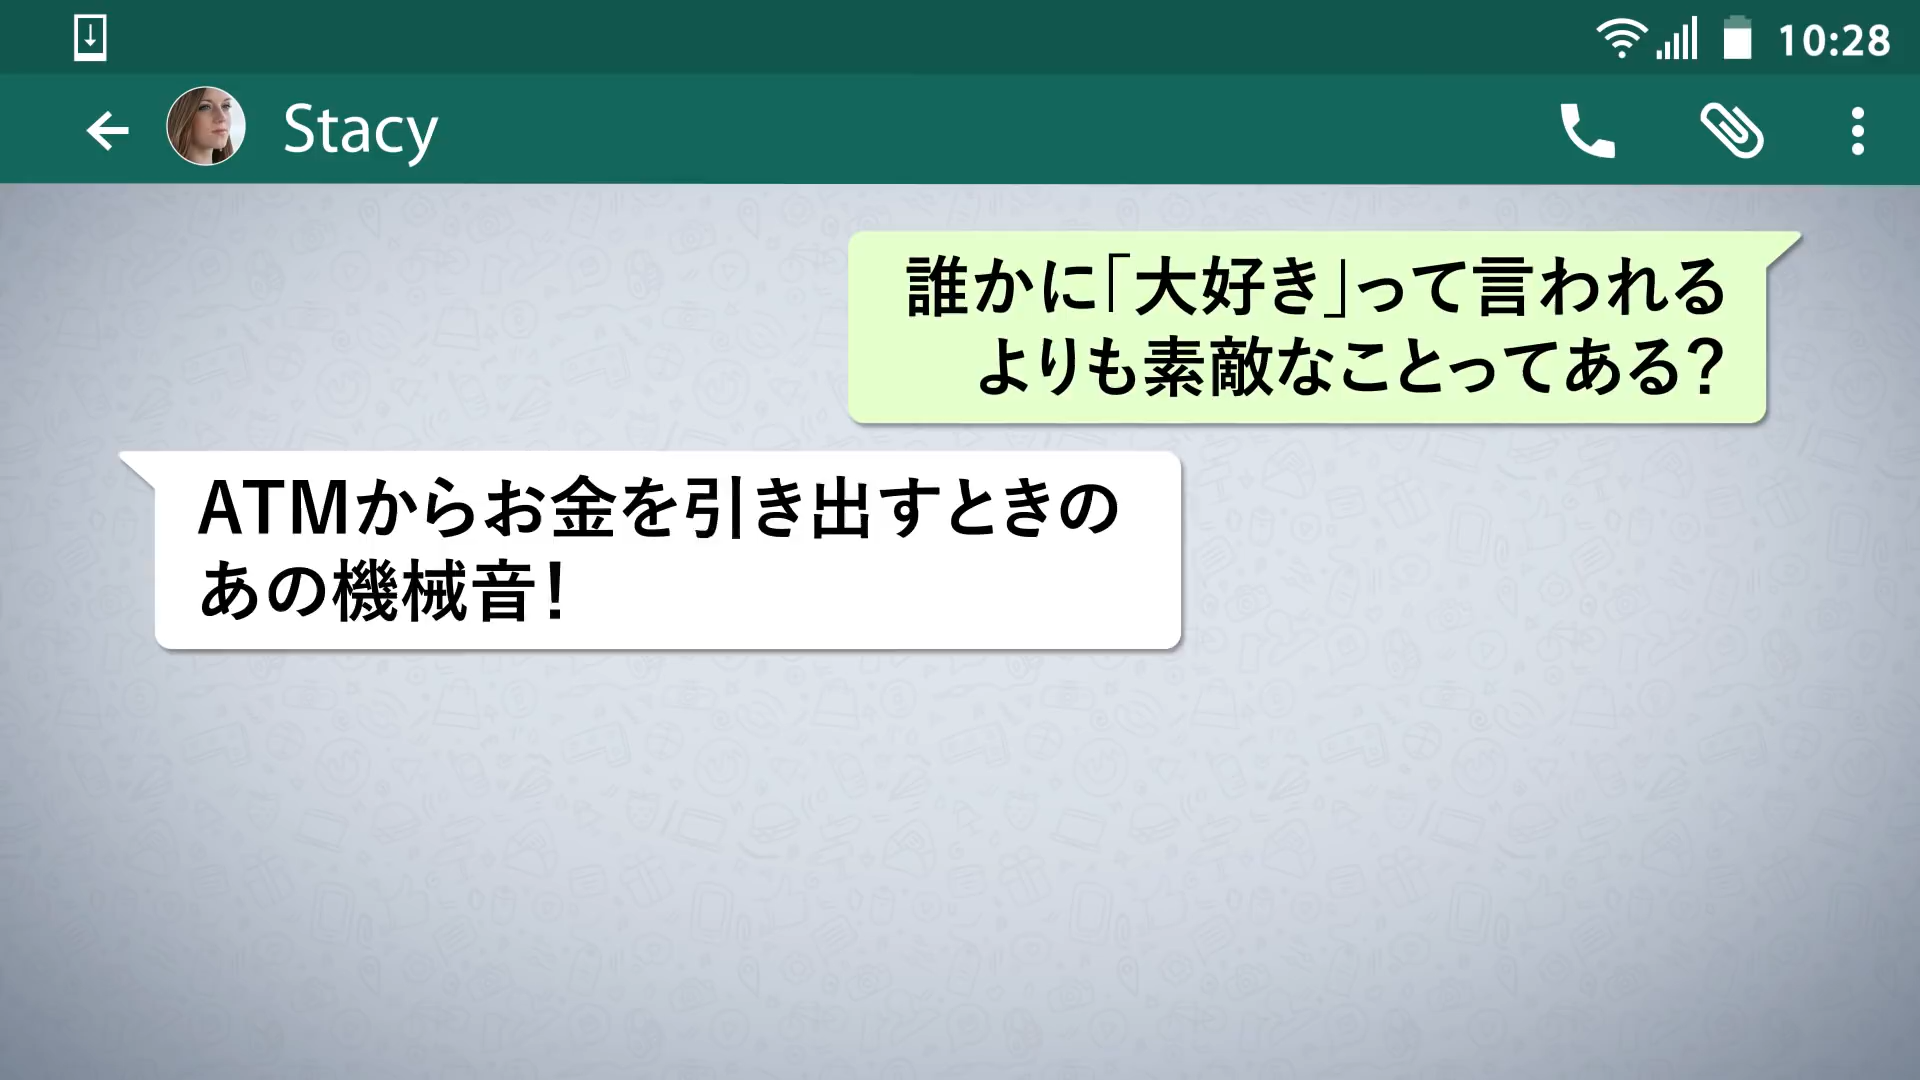 10:28
Stacy
誰かに「大好き」って言われる
よりも素敵なことってある?
ATMからお金を引き出すときの
あの機械音!